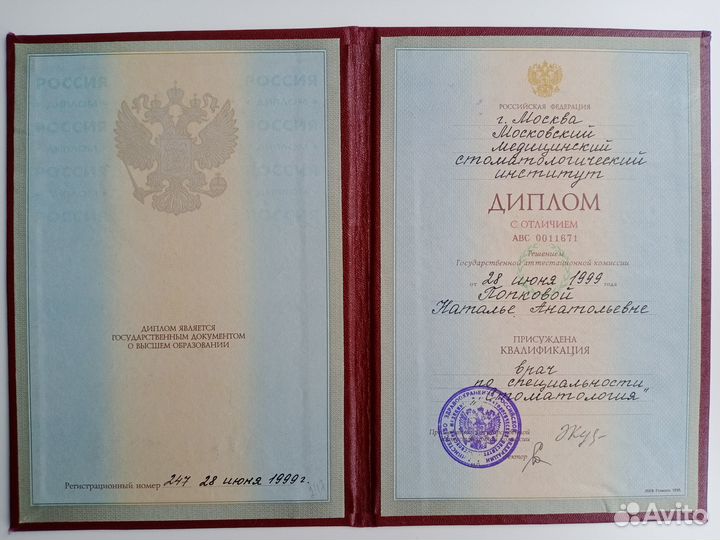 РОССИЯ
РОССИЯ
ДИПЛОМ ЯВЛЯЕТСЯ
ГОСУДАРСТВЕННЫМ ДОКУМЕНТОМ
О ВЫСШЕМ ОБРАЗОВАНИИ
Регистрационный номер 247 28 июня 1999 г.
РОССИЙСКАЯ ФЕДЕРАЦИЯ
г. Москва
Московский
медицинский
стоматологический
институт
ДИПЛОМ
С ОТЛИЧИЕМ
АВС 0011671
Решением
Государственной аттестационной комиссии
от 28 июня 1999 года
Попковой
Наталье Анатольевне
ПРИСУЖДЕНА
КВАЛИФИКАЦИЯ
врач
по специальности
"Стоматология"
Avito